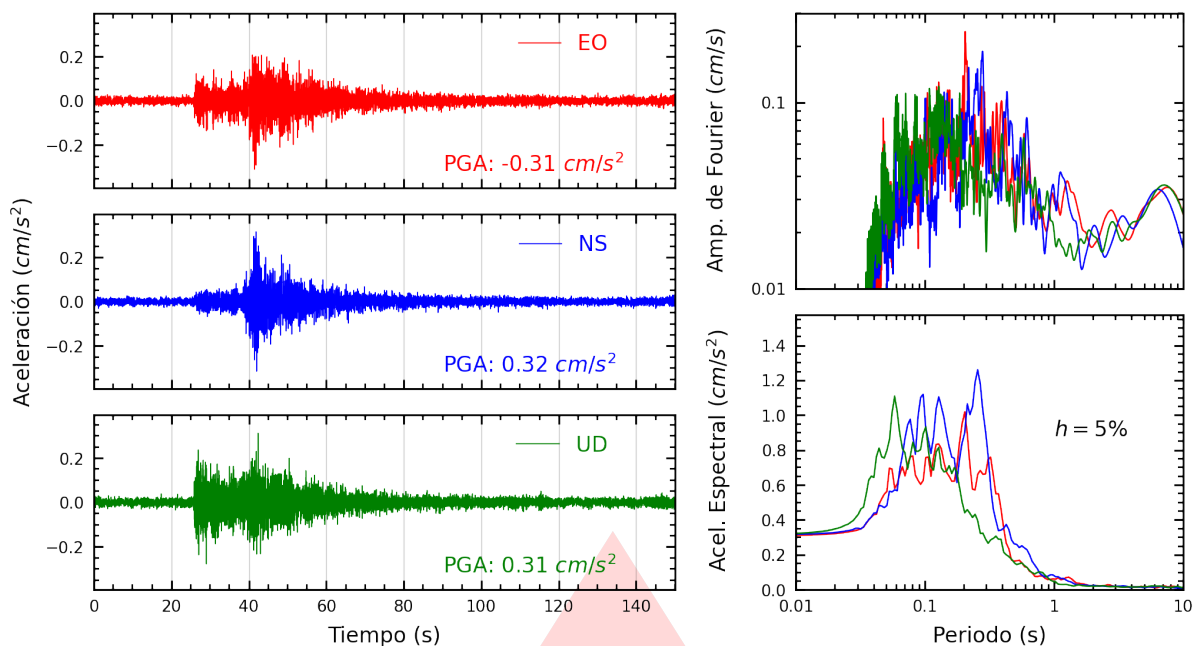 Aceleración (cm/s²)
0.2
0.0
−0.2
EO
PGA: -0.31 cm/s²
0.2
0.0
−0.2
NS
PGA: 0.32 cm/s²
0.2
0.0
−0.2
UD
PGA: 0.31 cm/s²
0 20 40 60 80 100 120 140
Tiempo (s)
Amp. de Fourier (cm/s)
0.1
0.01
Acel. Espectral (cm/s²)
1.4
1.2
1.0
0.8
0.6
0.4
0.2
0.0
h = 5%
0.01 0.1 1 10
Periodo (s)